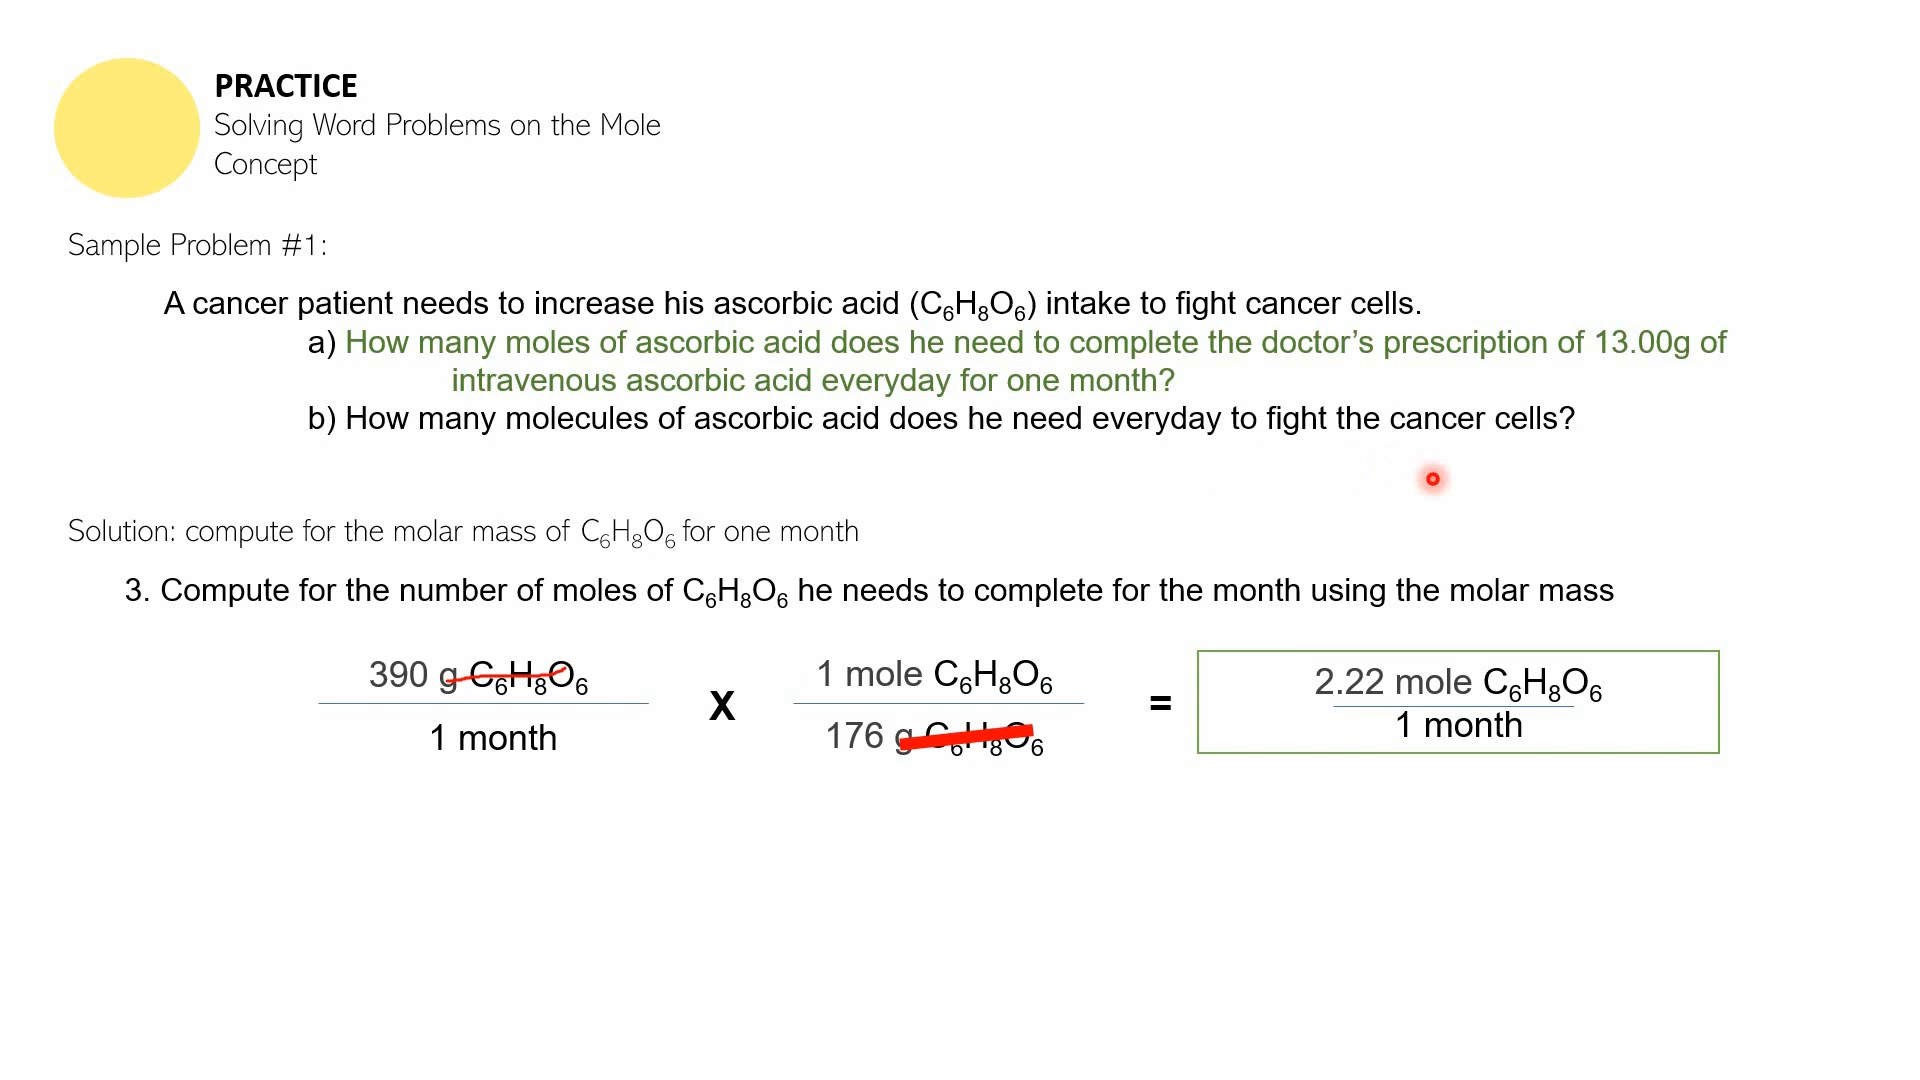 PRACTICE
Solving Word Problems on the Mole
Concept
Sample Problem #1:
A cancer patient needs to increase his ascorbic acid (C₆H₈O₆) intake to fight cancer cells.
a) How many moles of ascorbic acid does he need to complete the doctor’s prescription of 13.00g of
intravenous ascorbic acid everyday for one month?
b) How many molecules of ascorbic acid does he need everyday to fight the cancer cells?
Solution: compute for the molar mass of C₆H₈O₆ for one month
3. Compute for the number of moles of C₆H₈O₆ he needs to complete for the month using the molar mass
390 g C₆H₈O₆
1 month
X
1 mole C₆H₈O₆
176 g C₆H₈O₆
=
2.22 mole C₆H₈O₆
1 month